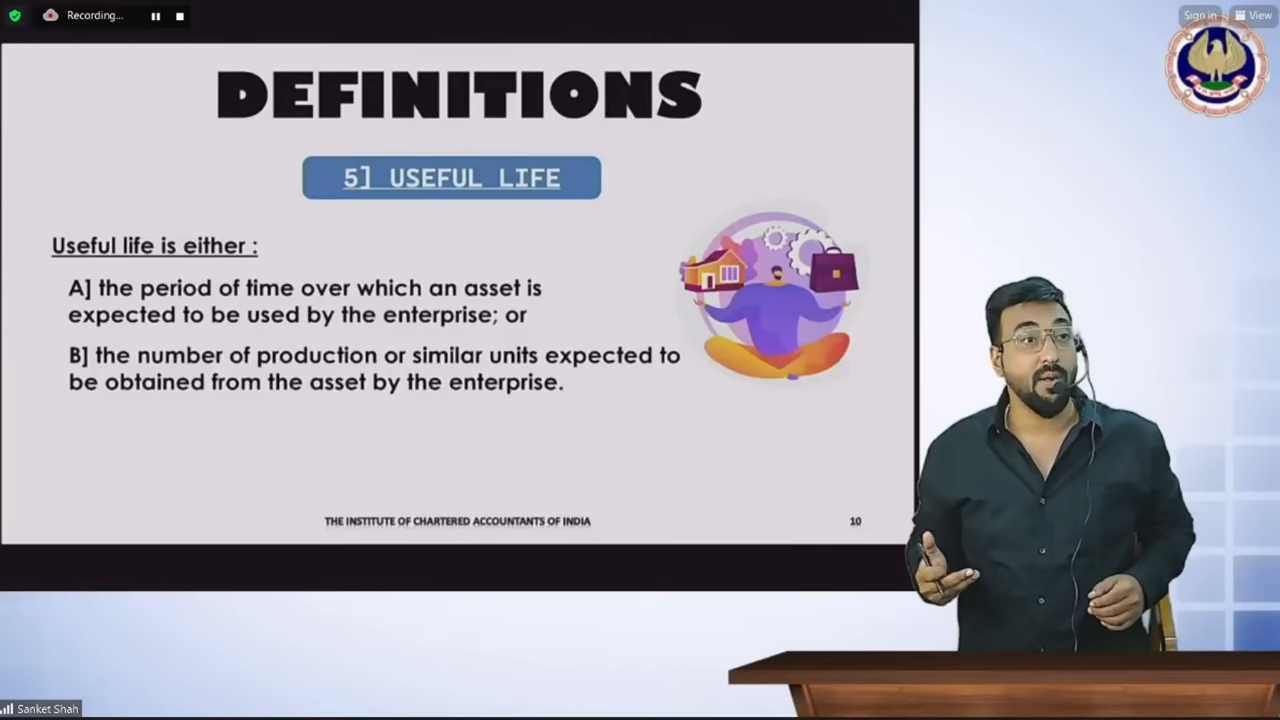 Recording...
Sign in
View
DEFINITIONS
5] USEFUL LIFE
Useful life is either :
A] the period of time over which an asset is
expected to be used by the enterprise; or
B] the number of production or similar units expected to
be obtained from the asset by the enterprise.
THE INSTITUTE OF CHARTERED ACCOUNTANTS OF INDIA
10
Sanket Shah